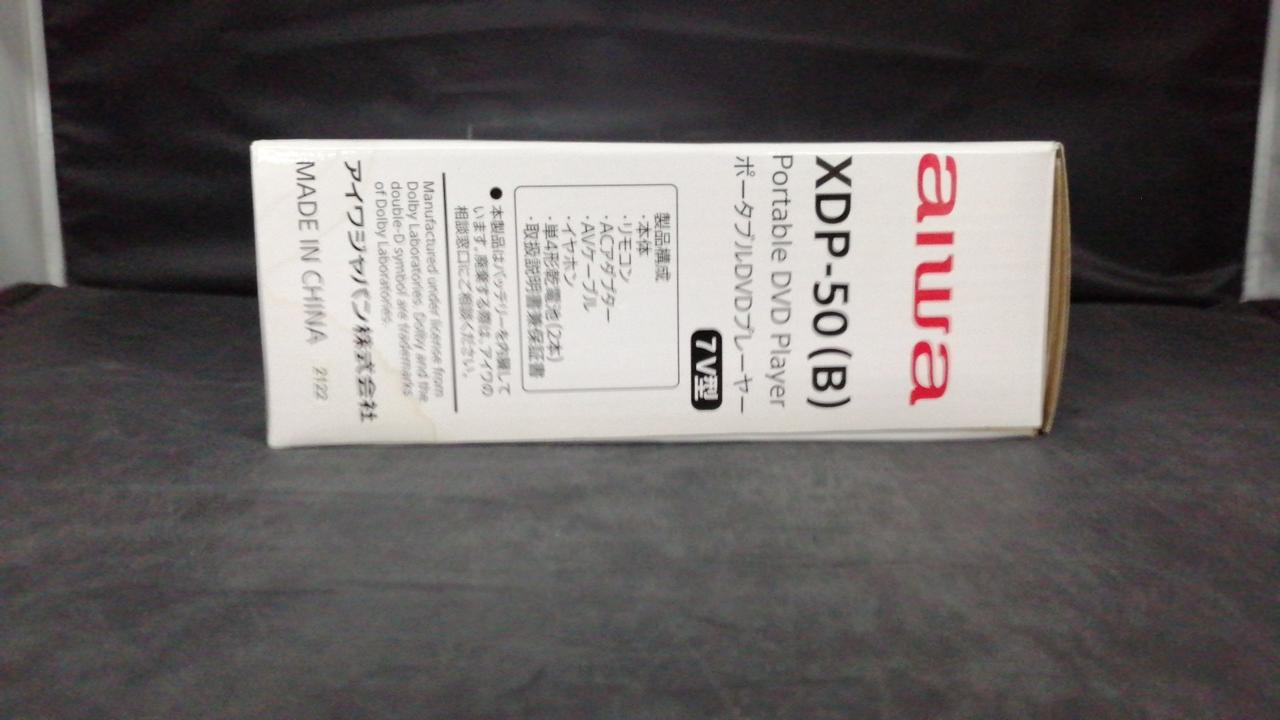 aiwa
XDP-50(B)
Portable DVD Player
ポータブルDVDプレーヤー
7V型
製品構成
・本体
・リモコン
・ACアダプター
・AVケーブル
・イヤホン
・単4形乾電池(2本)
・取扱説明書兼保証書
●本製品はバッテリーを内蔵して
います。廃棄する際は、アイワの
相談窓口にご相談ください。
Manufactured under license from
Dolby Laboratories. Dolby and the
double-D symbol are trademarks
of Dolby Laboratories.
アイワジャパン株式会社
MADE IN CHINA 2122